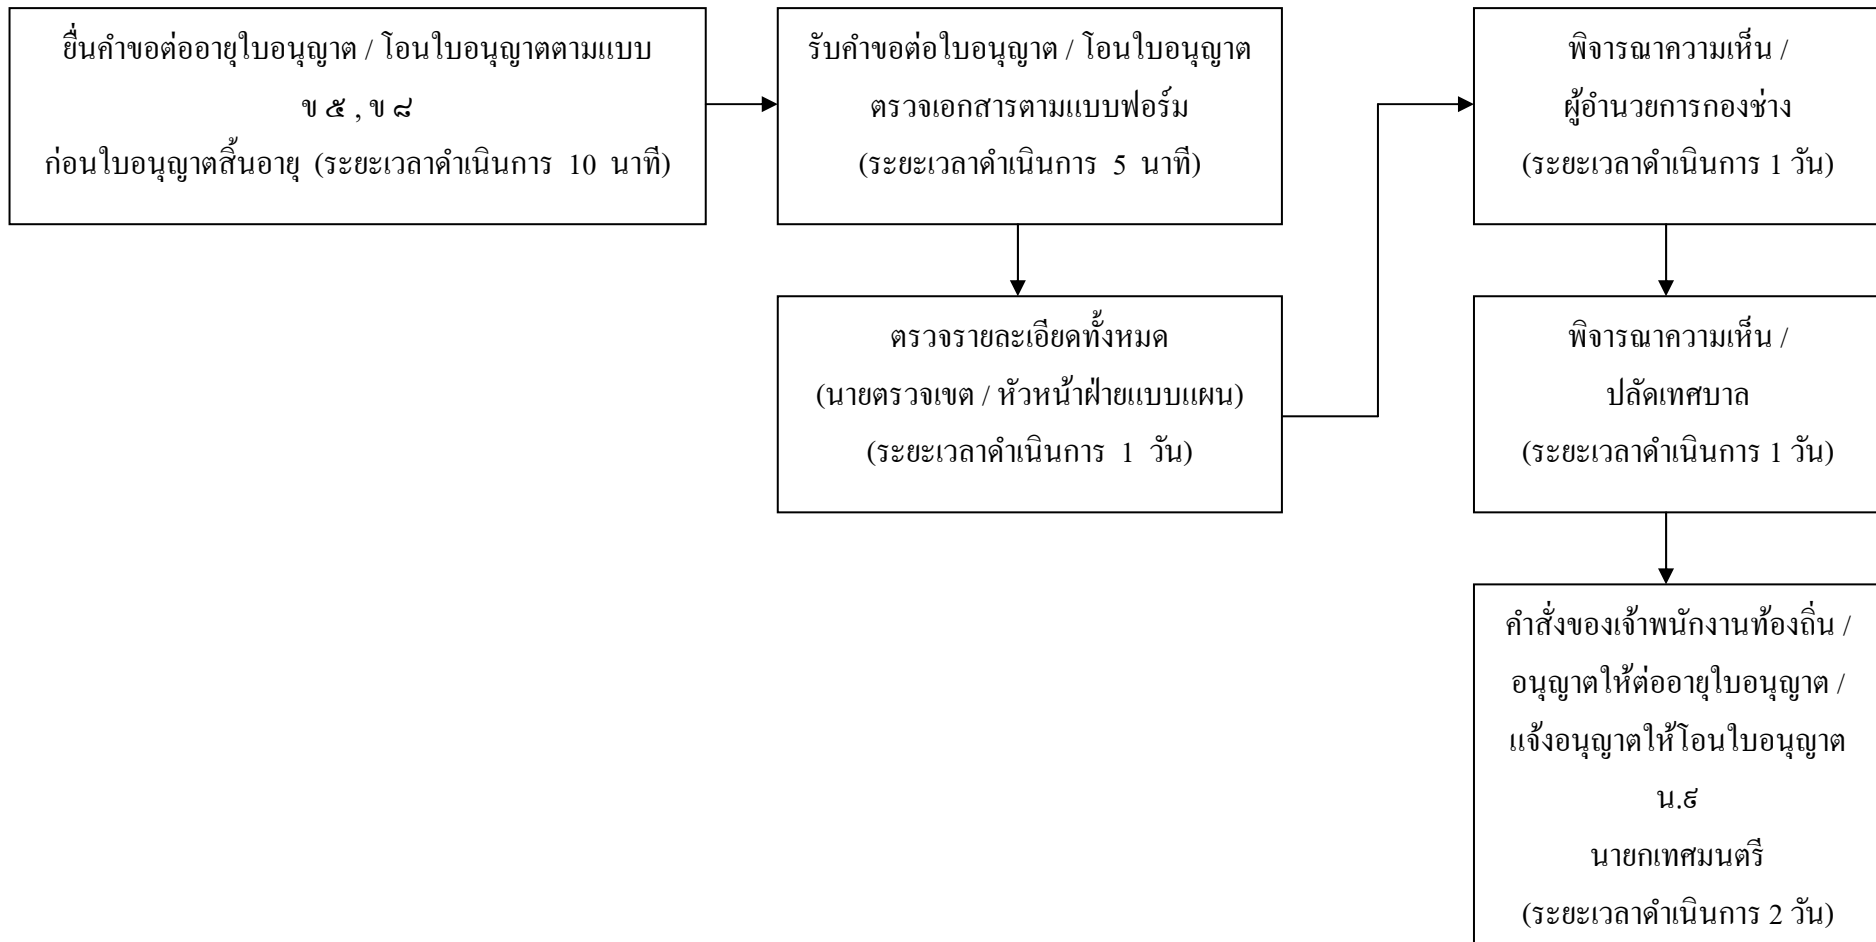 ยื่นคำขอต่ออายุใบอนุญาต / โอนใบอนุญาตตามแบบ
ข ๕ , ข ๘
ก่อนใบอนุญาตสิ้นอายุ (ระยะเวลาดำเนินการ 10 นาที)
รับคำขอต่อใบอนุญาต / โอนใบอนุญาต
ตรวจเอกสารตามแบบฟอร์ม
(ระยะเวลาดำเนินการ 5 นาที)
ตรวจรายละเอียดทั้งหมด
(นายตรวจเขต / หัวหน้าฝ่ายแบบแผน)
(ระยะเวลาดำเนินการ 1 วัน)
พิจารณาความเห็น /
ผู้อำนวยการกองช่าง
(ระยะเวลาดำเนินการ 1 วัน)
พิจารณาความเห็น /
ปลัดเทศบาล
(ระยะเวลาดำเนินการ 1 วัน)
คำสั่งของเจ้าพนักงานท้องถิ่น /
อนุญาตให้ต่ออายุใบอนุญาต /
แจ้งอนุญาตให้โอนใบอนุญาต
น.๙
นายกเทศมนตรี
(ระยะเวลาดำเนินการ 2 วัน)